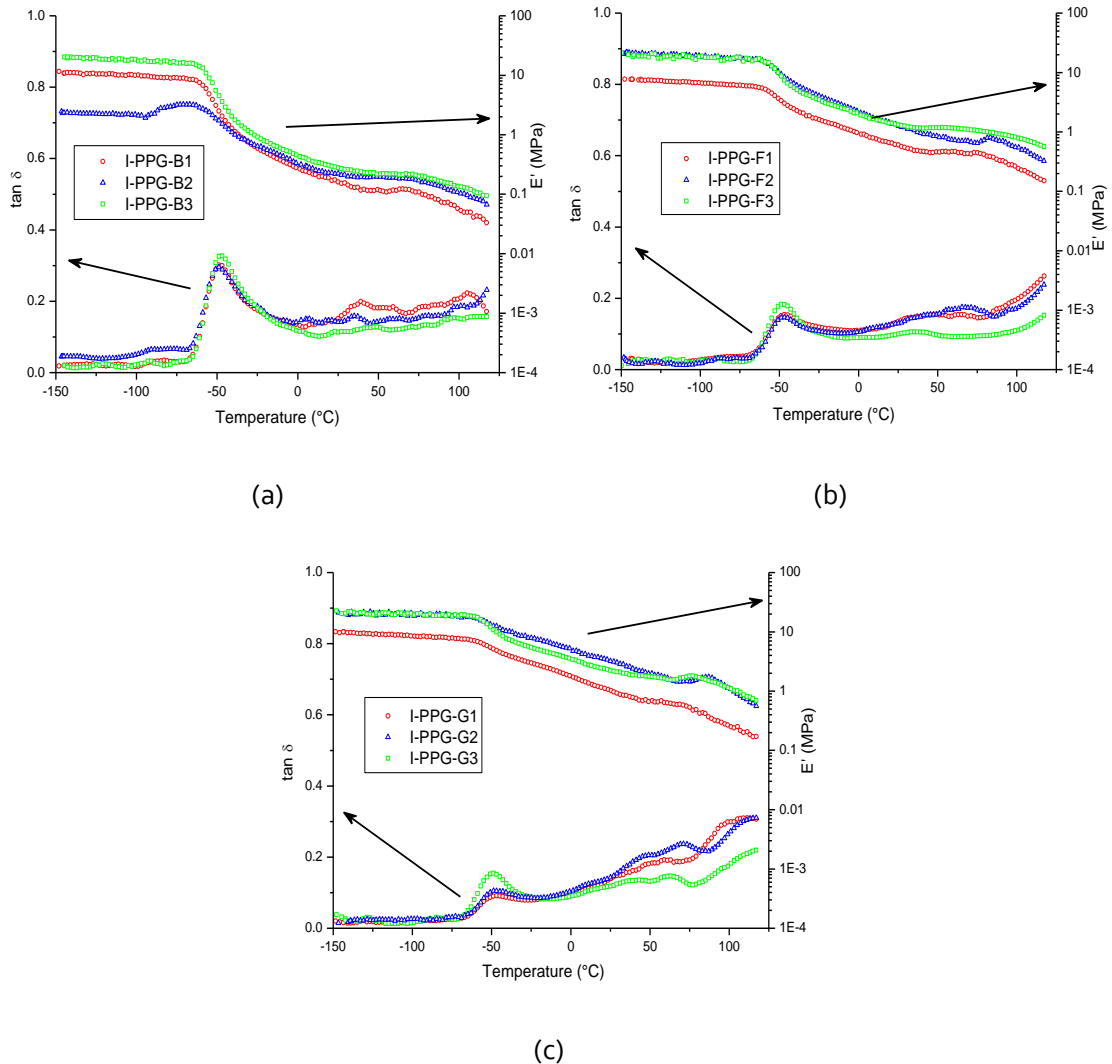 1.0
0.8
0.6
0.4
0.2
0.0
tan δ
-150 -100 -50 0 50 100
Temperature (°C)
100
10
1
0.1
0.01
1E-3
1E-4
E' (MPa)
I-PPG-B1
I-PPG-B2
I-PPG-B3
(a)
1.0
0.8
0.6
0.4
0.2
0.0
tan δ
-150 -100 -50 0 50 100
Temperature (°C)
100
10
1
0.1
0.01
1E-3
1E-4
E' (MPa)
I-PPG-F1
I-PPG-F2
I-PPG-F3
(b)
1.0
0.8
0.6
0.4
0.2
0.0
tan δ
-150 -100 -50 0 50 100
Temperature (°C)
100
10
1
0.1
0.01
1E-3
1E-4
E' (MPa)
I-PPG-G1
I-PPG-G2
I-PPG-G3
(c)